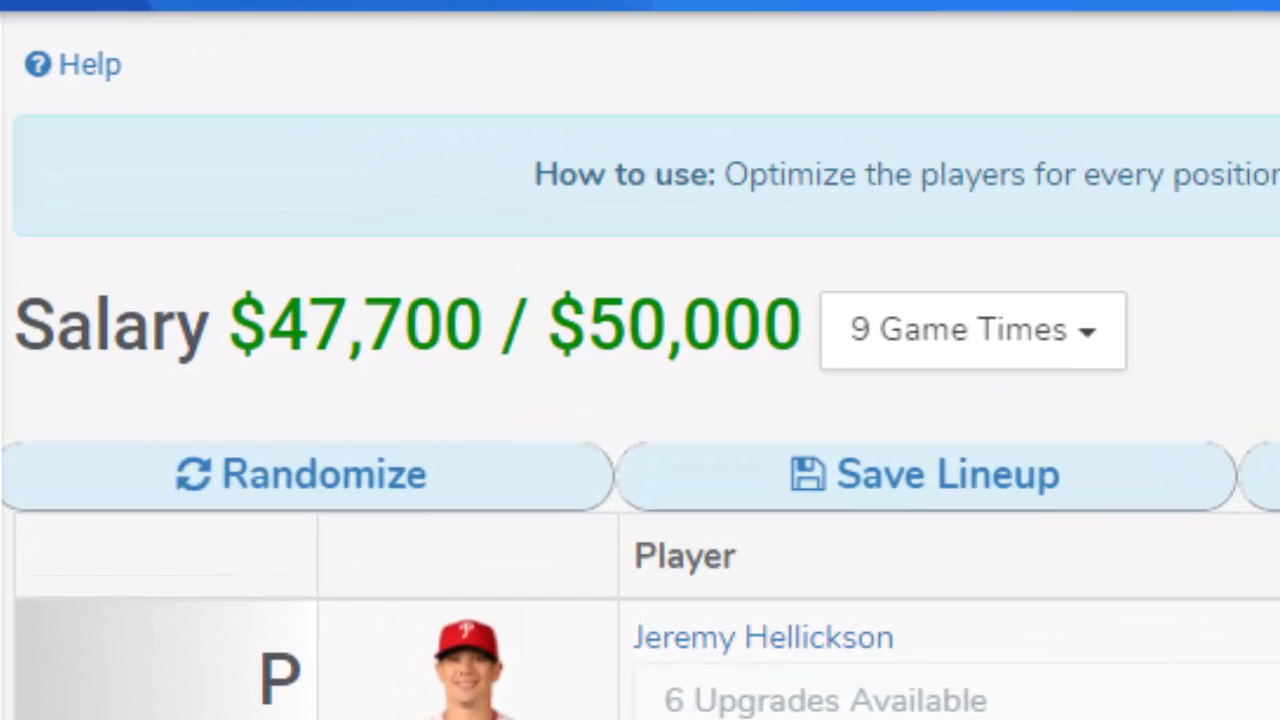 Help
How to use: Optimize the players for every position
Salary $47,700 / $50,000
9 Game Times
Randomize
Save Lineup
Player
P
Jeremy Hellickson
6 Upgrades Available